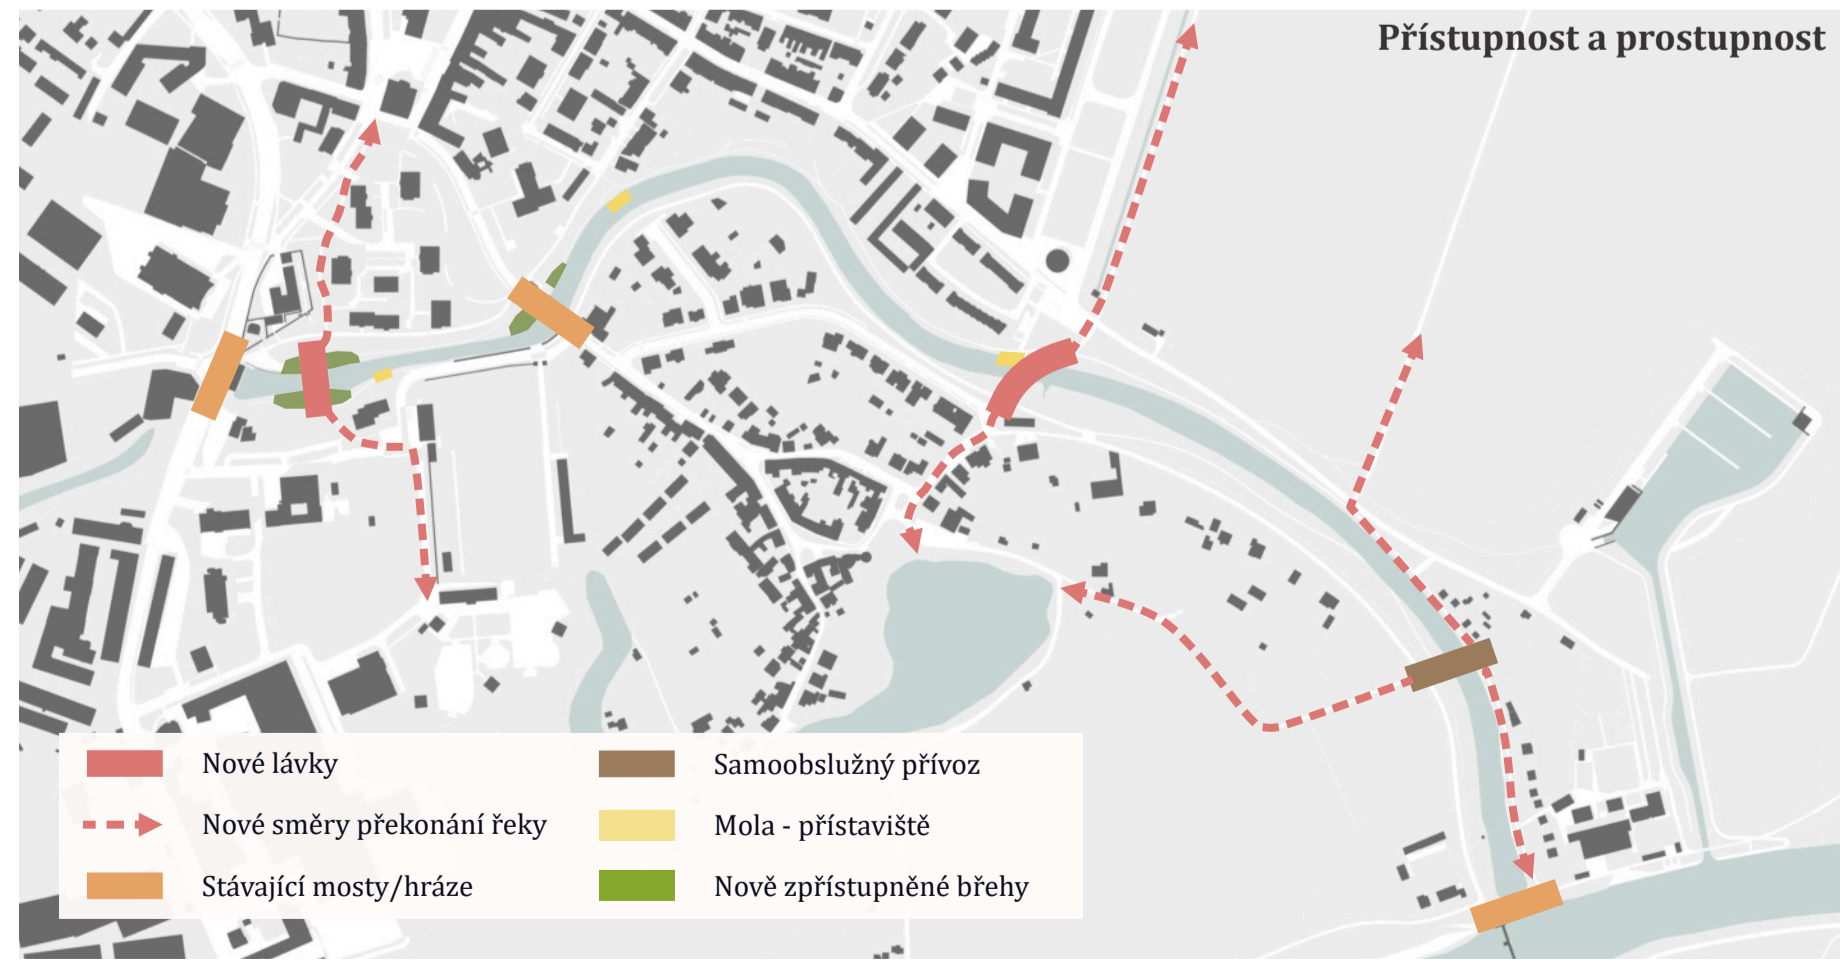 Přístupnost a prostupnost
Nové lávky
Nové směry překonání řeky
Stávající mosty/hráze
Samoobslužný přívoz
Mola - přístaviště
Nově zpřístupněné břehy